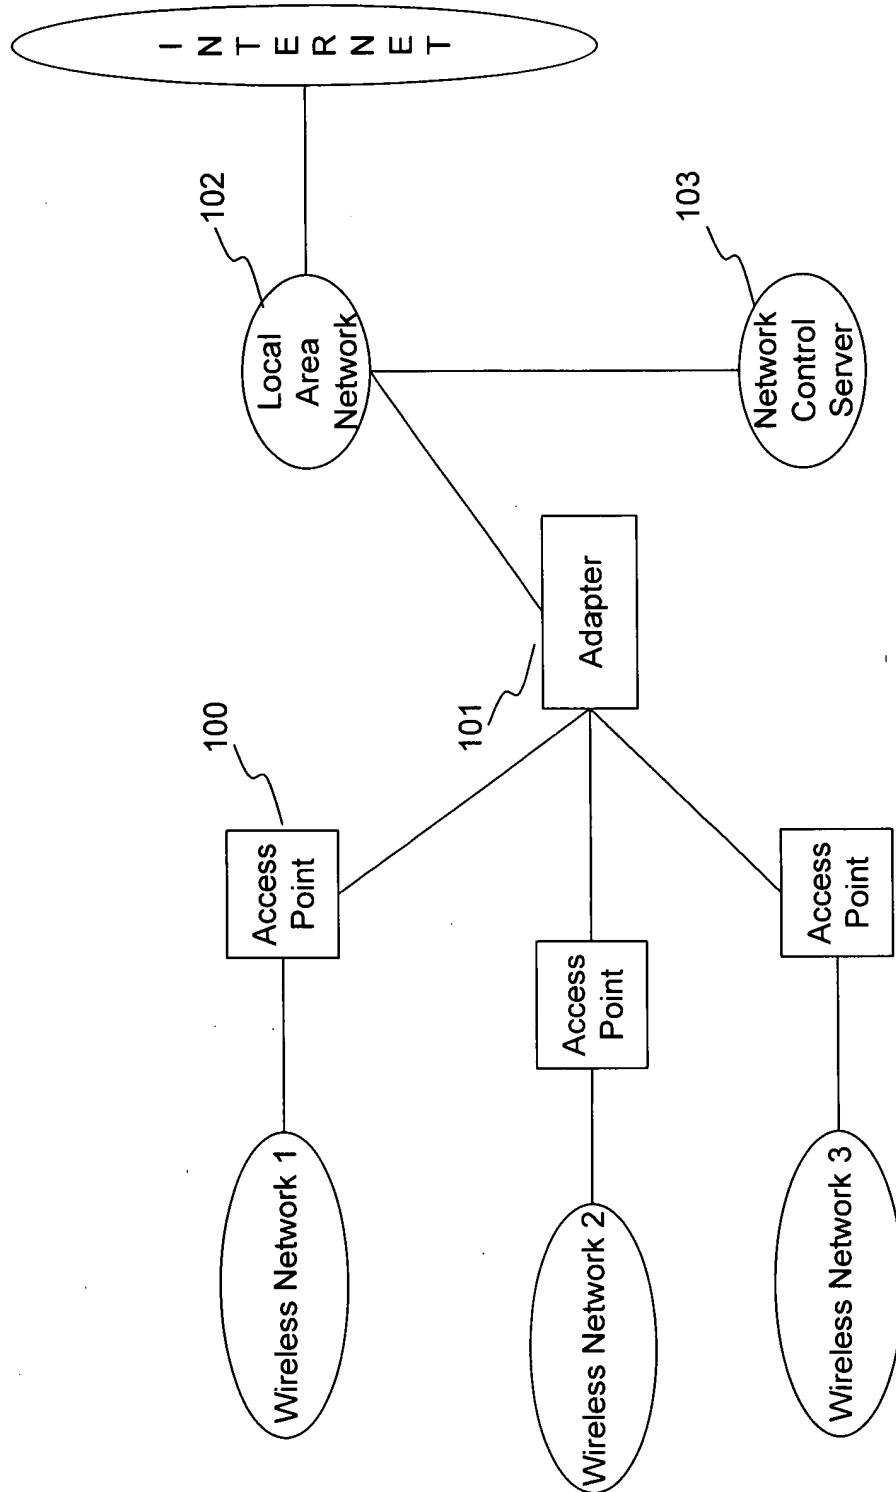 Wireless Network 1
Access
Point
100
Wireless Network 2
Access
Point
Wireless Network 3
Access
Point
101
Adapter
102
Local
Area
Network
103
Network
Control
Server
INTERNET